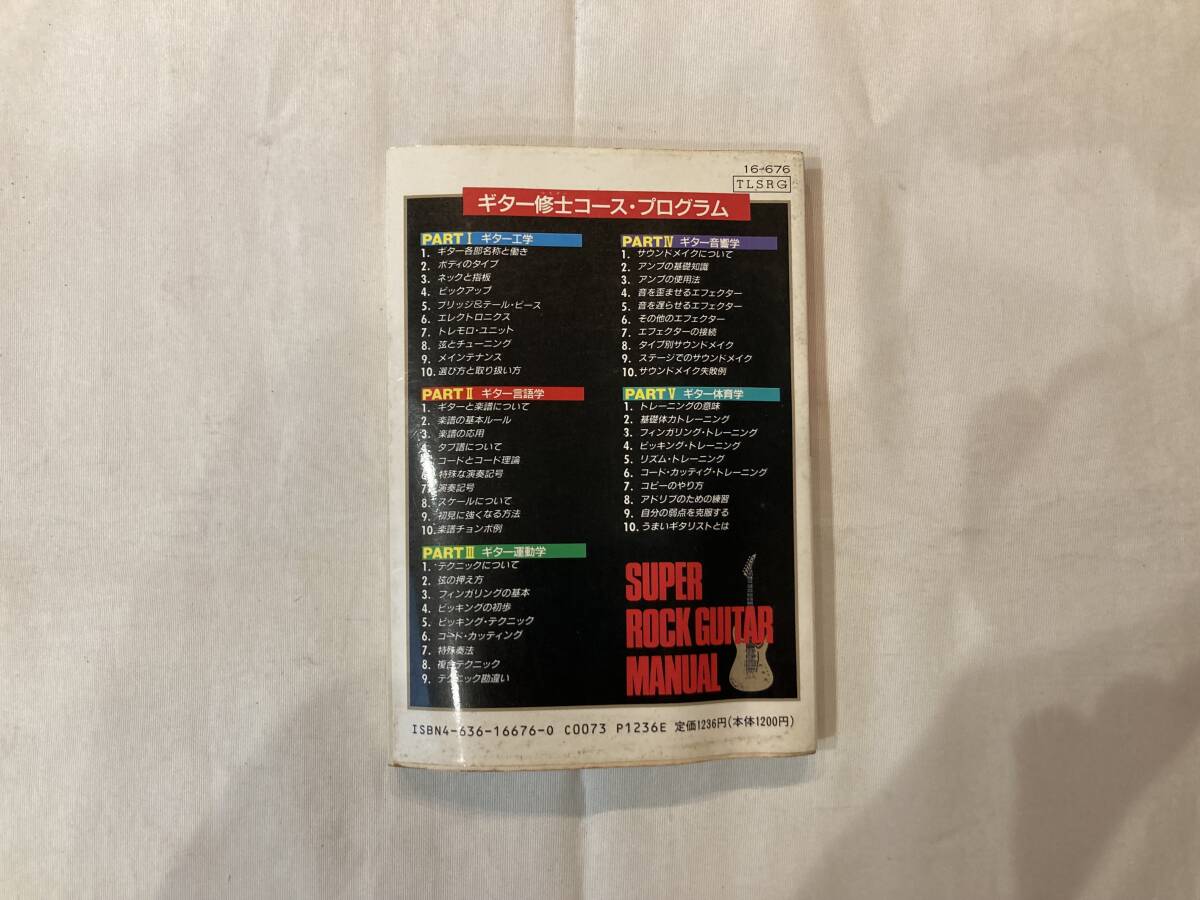 16-676
TLSRG
ギター修士コース・プログラム
PART I ギター工学
1. ギター各部名称と働き
2. ボディのタイプ
3. ネックと指板
4. ピックアップ
5. ブリッジ&テール・ピース
6. エレクトロニクス
7. トレモロ・ユニット
8. 弦とチューニング
9. メインテナンス
10. 選び方と取り扱い方
PART II ギター言語学
1. ギターと楽譜について
2. 楽譜の基本ルール
3. 楽譜の応用
4. タブ譜について
5. コードとコード理論
6. 特殊な演奏記号
7. 演奏記号
8. スケールについて
9. 初見に強くなる方法
10. 楽譜チョンボ例
PART III ギター運動学
1. テクニックについて
2. 弦の押え方
3. フィンガリングの基本
4. ピッキングの初歩
5. ピッキング・テクニック
6. コード・カッティング
7. 特殊奏法
8. 複合テクニック
9. テクニック勘違い
PART IV ギター音響学
1. サウンドメイクについて
2. アンプの基礎知識
3. アンプの使用法
4. 音を歪ませるエフェクター
5. 音を遅らせるエフェクター
6. その他のエフェクター
7. エフェクターの接続
8. タイプ別サウンドメイク
9. ステージでのサウンドメイク
10. サウンドメイク失敗例
PART V ギター体育学
1. トレーニングの意味
2. 基礎体力トレーニング
3. フィンガリング・トレーニング
4. ピッキング・トレーニング
5. リズム・トレーニング
6. コード・カッティグ・トレーニング
7. コピーのやり方
8. アドリブのための練習
9. 自分の弱点を克服する
10. うまいギタリストとは
SUPER
ROCK GUITAR
MANUAL
ISBN4-636-16676-0 C0073 P1236E 定価1236円(本体1200円)